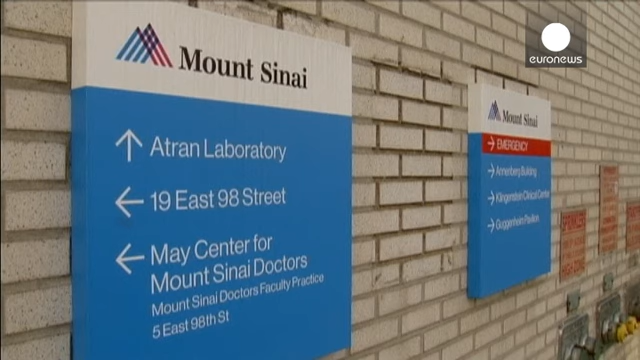 euronews
Mount Sinai
Atran Laboratory
19 East 98 Street
May Center for
Mount Sinai Doctors
Mount Sinai Doctors Faculty Practice
5 East 98th St
Mount Sinai
EMERGENCY
Annenberg Building
Klingenstein Clinical Center
Guggenheim Pavilion